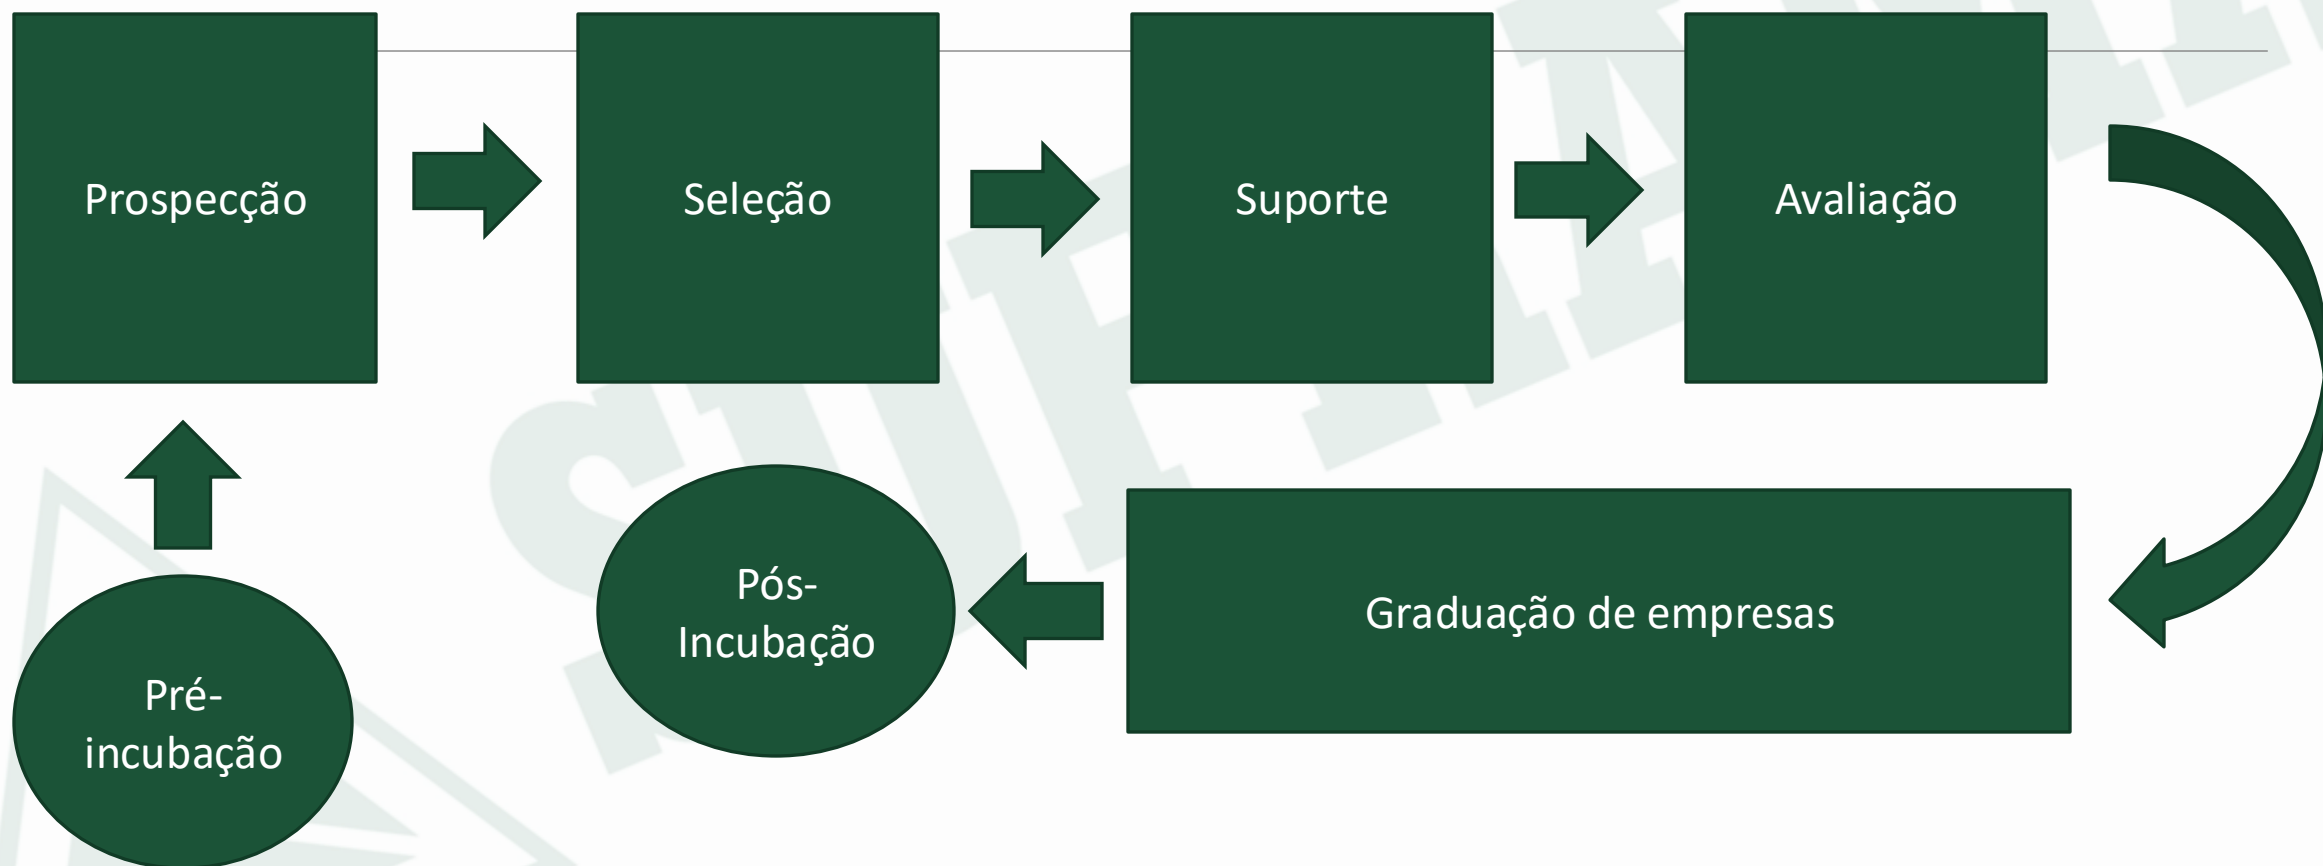 Prospecção
Seleção
Suporte
Avaliação
Pré-
incubação
Pós-
Incubação
Graduação de empresas